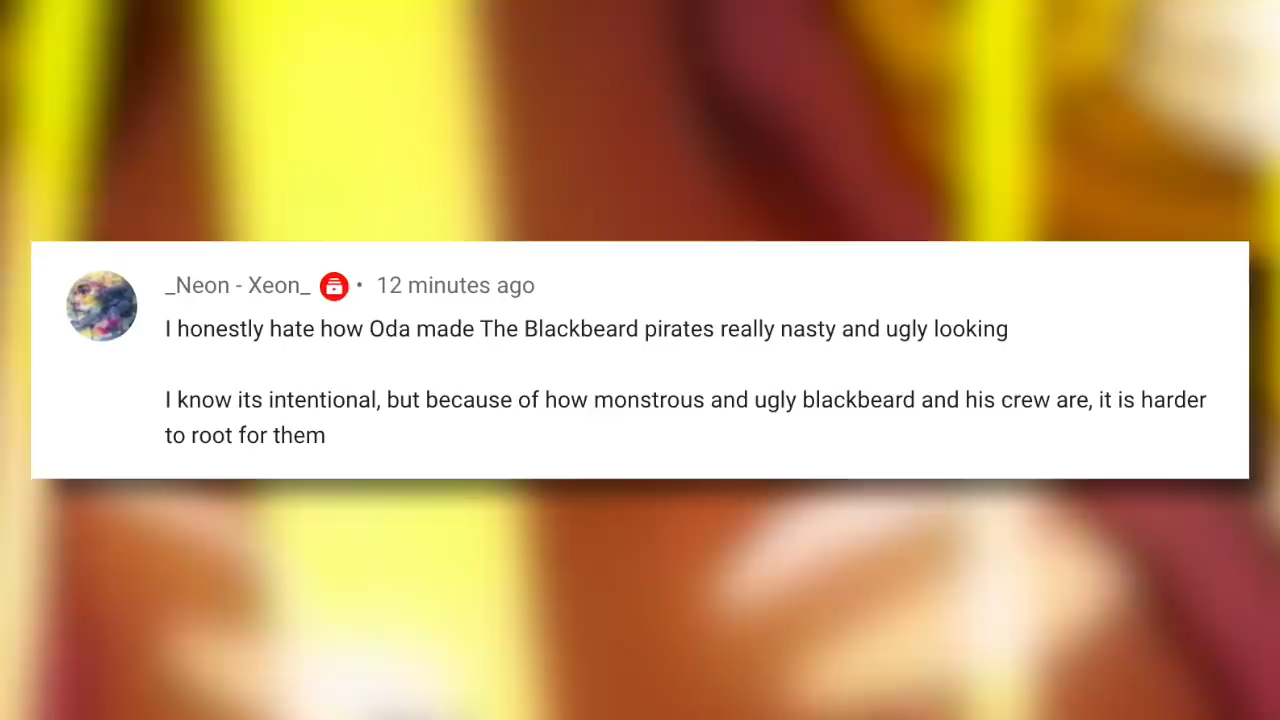 _Neon - Xeon_ • 12 minutes ago
I honestly hate how Oda made The Blackbeard pirates really nasty and ugly looking
I know its intentional, but because of how monstrous and ugly blackbeard and his crew are, it is harder
to root for them